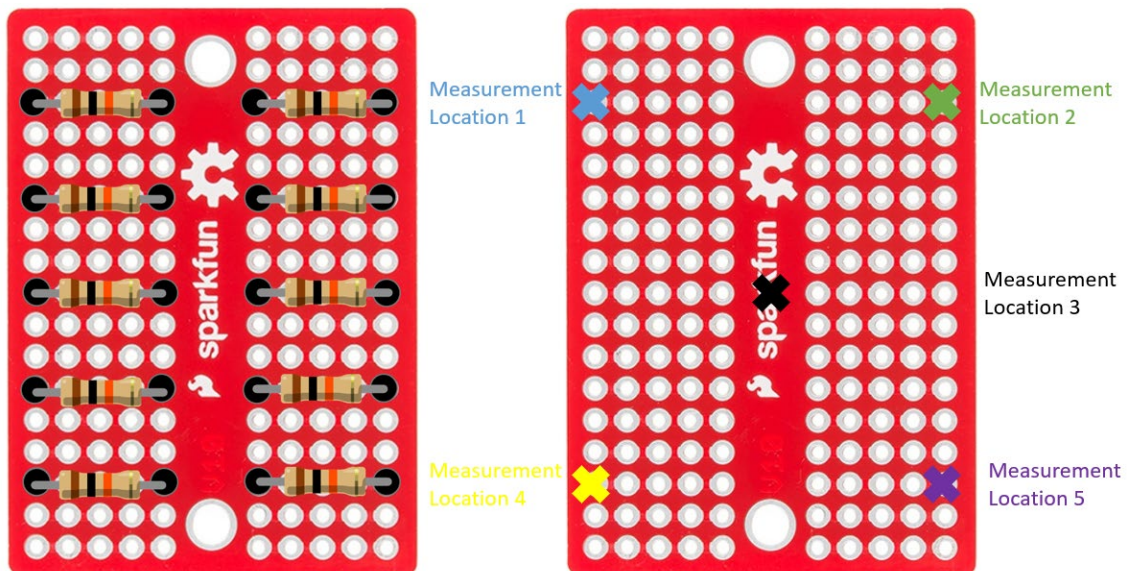 Measurement
Location 1
Measurement
Location 2
sparkfun
sparkfun
Measurement
Location 3
Measurement
Location 4
Measurement
Location 5